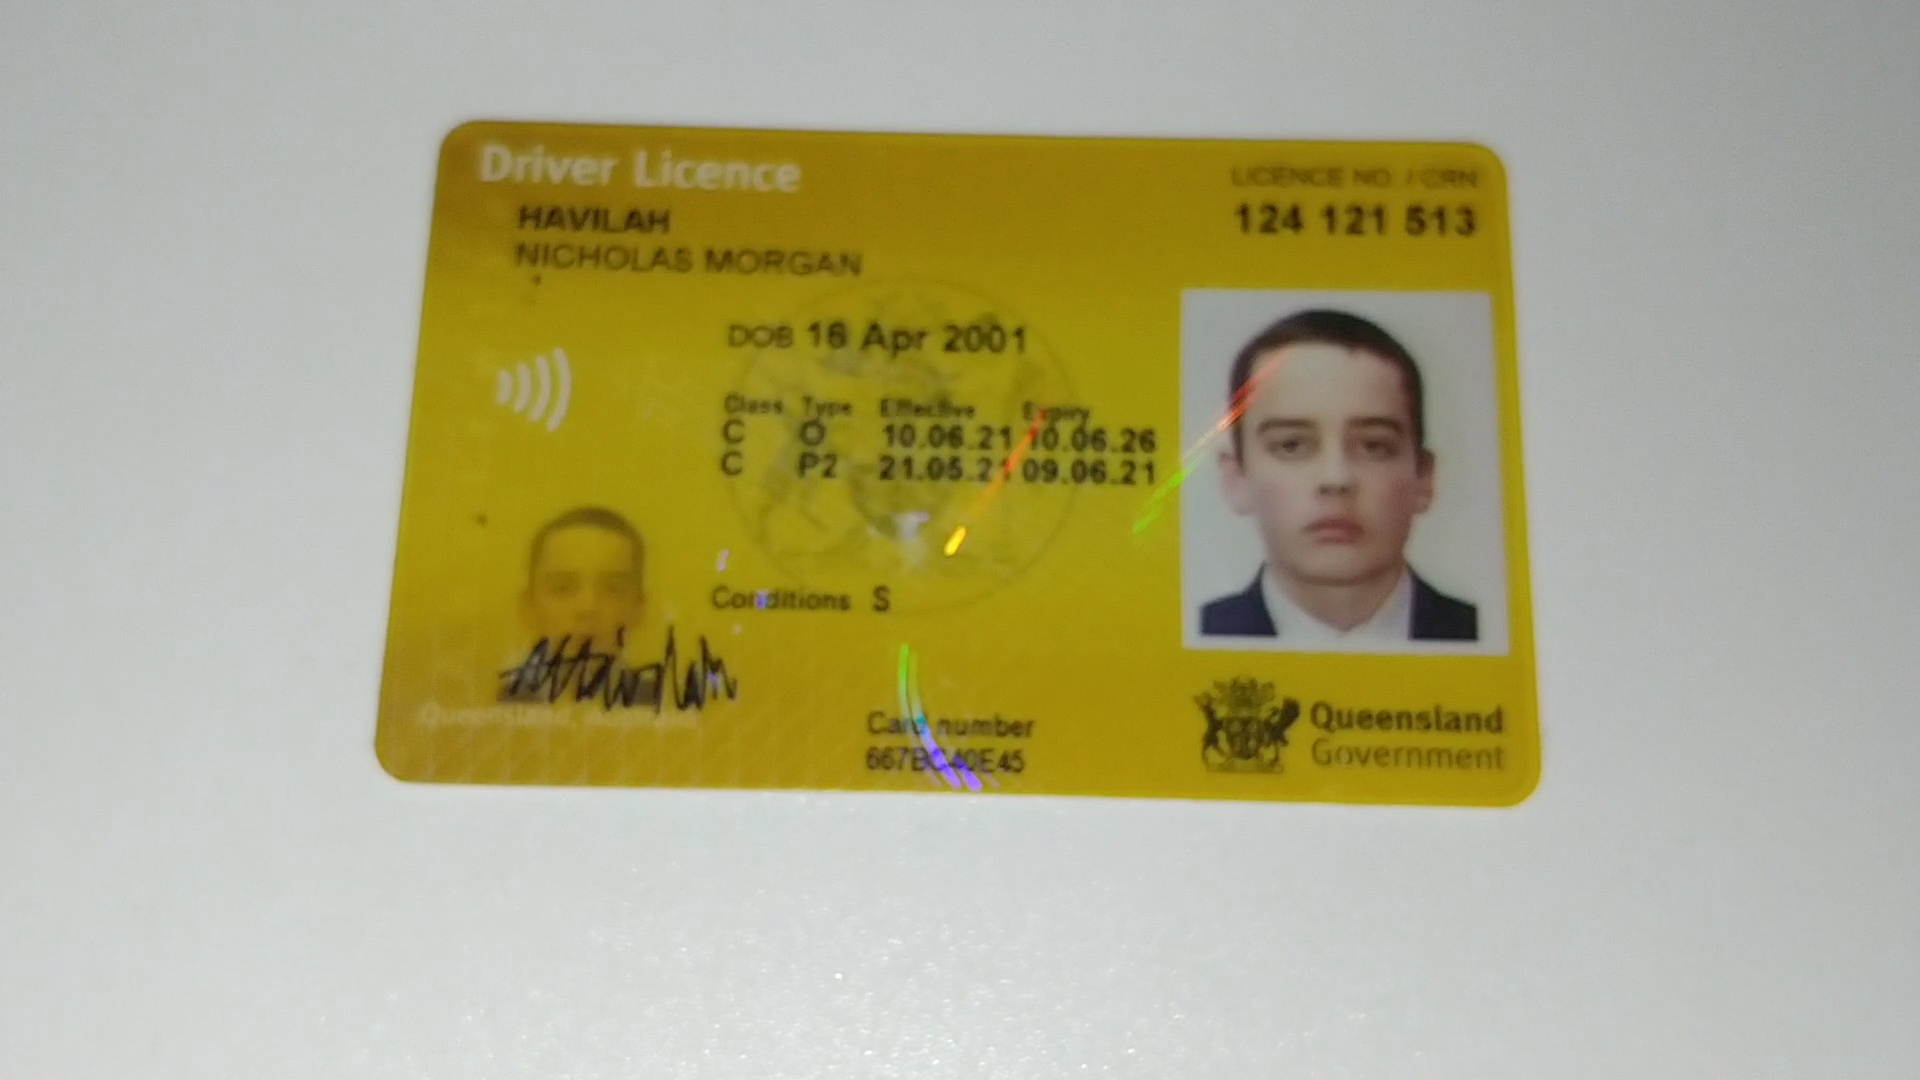 Driver Licence
LICENCE NO. / CRN
HAVILAH
124 121 513
NICHOLAS MORGAN
DOB 16 Apr 2001
Class Type Effective Expiry
C O 10.06.21 10.06.26
C P2 21.05.21 09.06.21
Conditions S
Queensland, Australia
Card number
667BC40E45
Queensland
Government